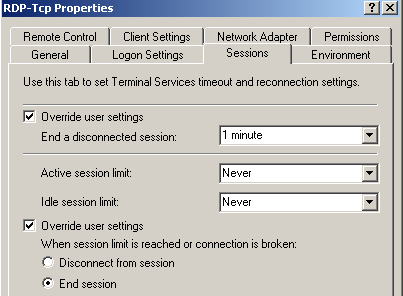 RDP-Tcp Properties
Remote Control
Client Settings
Network Adapter
Permissions
General
Logon Settings
Sessions
Environment
Use this tab to set Terminal Services timeout and reconnection settings.
Override user settings
End a disconnected session: 1 minute
Active session limit: Never
Idle session limit: Never
Override user settings
When session limit is reached or connection is broken:
Disconnect from session
End session